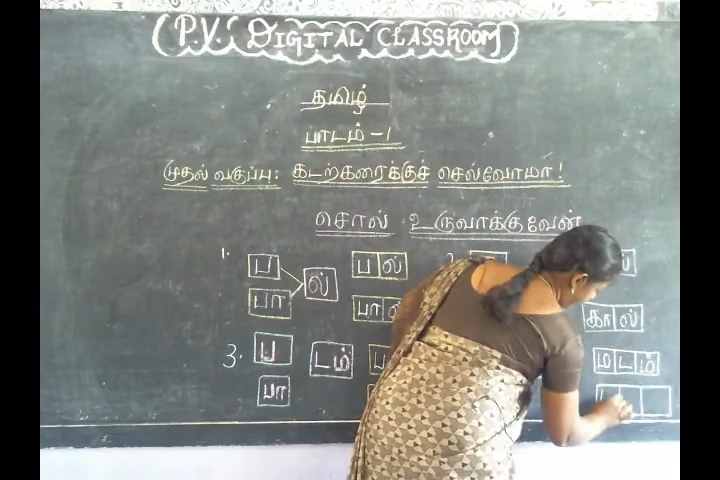 (P.V. DIGITAL CLASSROOM)
தமிழ்
பாடம் -1
முதல் வகுப்பு: கடற்கரைக்குச் செல்வோமா!
சொல் உருவாக்குவேன்
1. ப ல் பல்
பா
கால்
3. ப டம் மடம்
பா